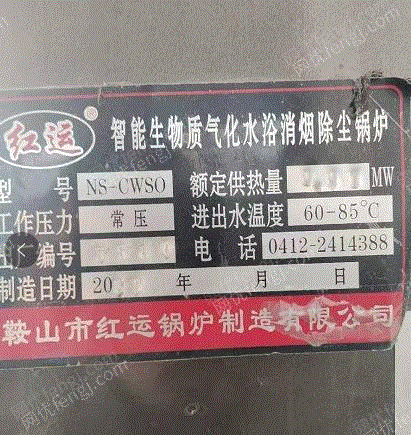 红运® 智能生物质气化水浴消烟除尘锅炉
型 号 NS-CWSO 额定供热量 MW
工作压力 常压 进出水温度 60-85℃
编号 电 话 0412-2414388
制造日期 20 年 月 日
鞍山市红运锅炉制造有限公司